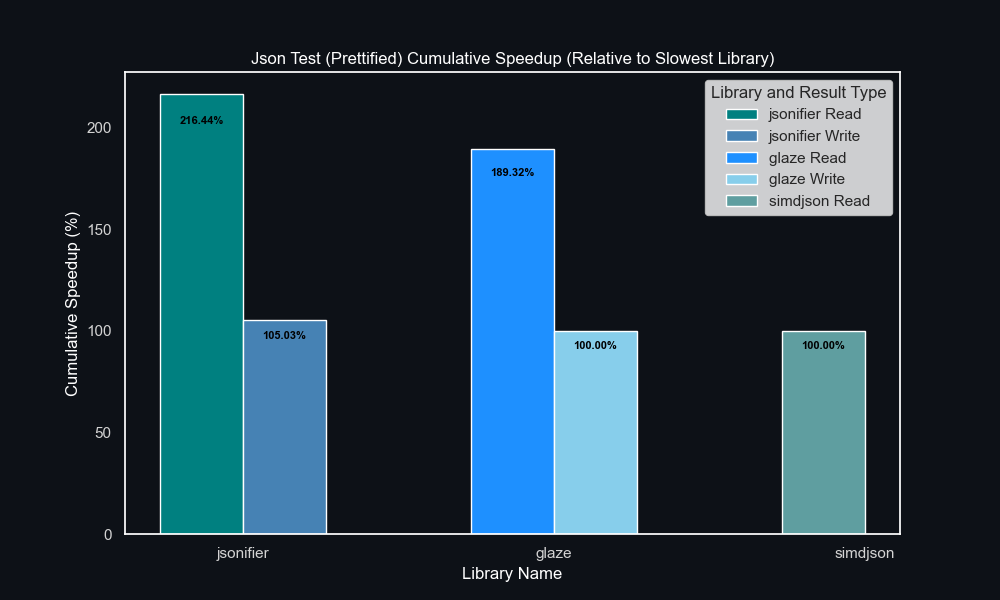 Json Test (Prettified) Cumulative Speedup (Relative to Slowest Library)
Cumulative Speedup (%)
200
150
100
50
0
216.44%
105.03%
189.32%
100.00%
100.00%
Library and Result Type
jsonifier Read
jsonifier Write
glaze Read
glaze Write
simdjson Read
jsonifier
glaze
simdjson
Library Name